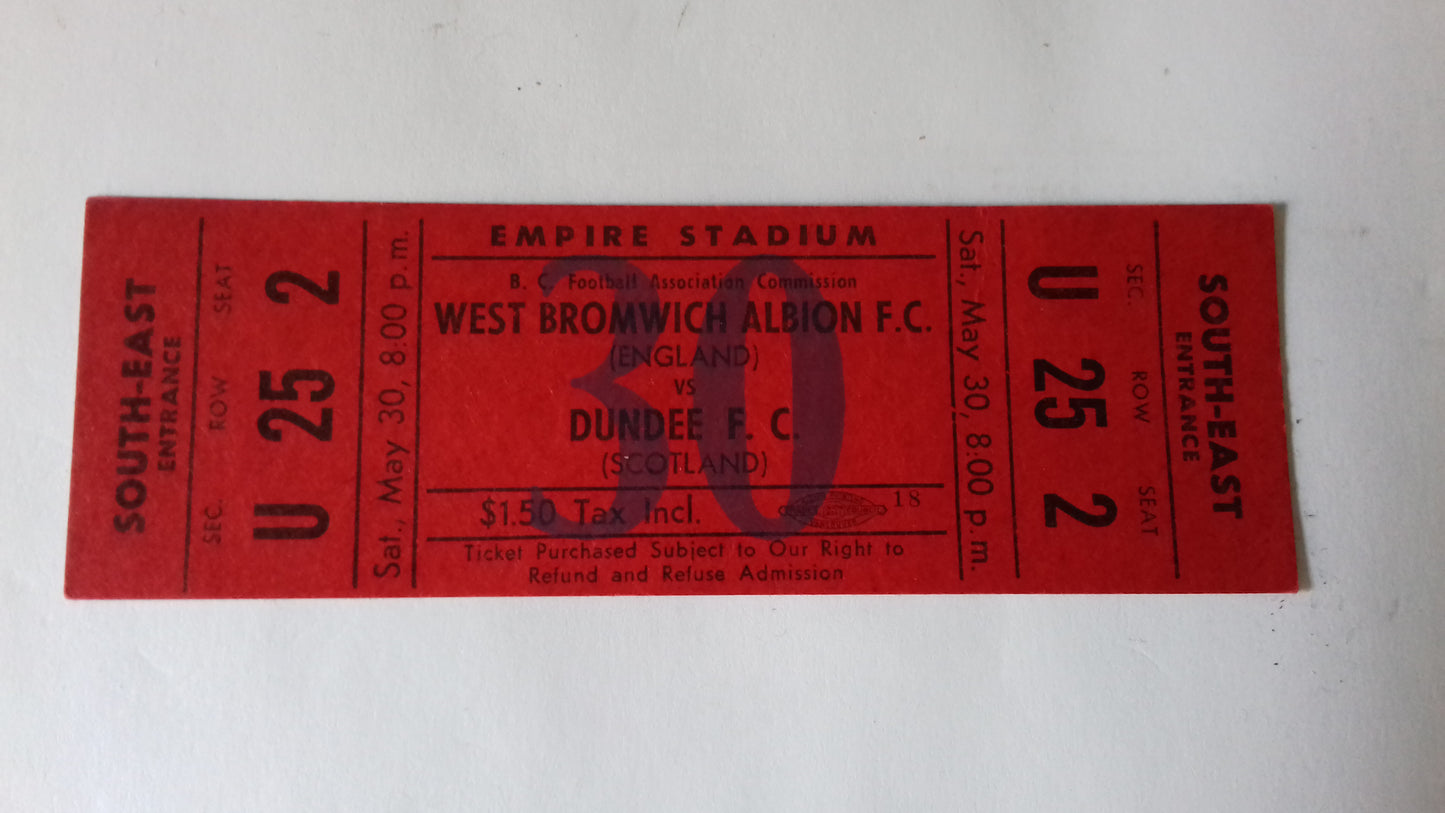 SOUTH-EAST
ENTRANCE
SEC. ROW SEAT
U 25 2
Sat., May 30, 8:00 p.m.
EMPIRE STADIUM
B. C. Football Association Commission
WEST BROMWICH ALBION F.C.
(ENGLAND)
vs
DUNDEE F. C.
(SCOTLAND)
30
$1.50 Tax Incl.
VANCOUVER
18
Ticket Purchased Subject to Our Right to
Refund and Refuse Admission
Sat., May 30, 8:00 p.m.
U 25 2
SEC. ROW SEAT
SOUTH-EAST
ENTRANCE